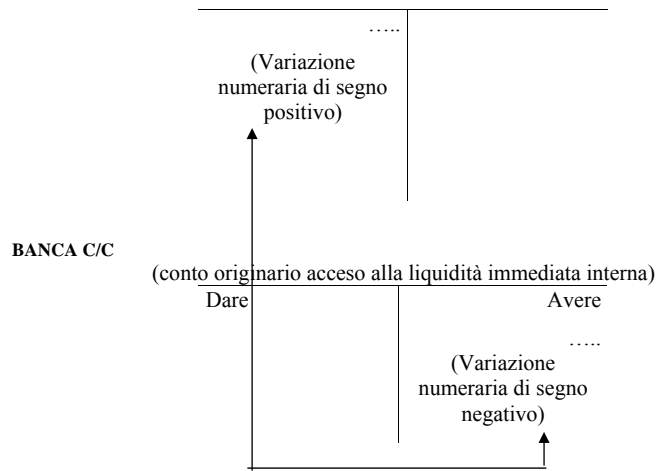 …..
(Variazione
numeraria di segno
positivo)
BANCA C/C
(conto originario acceso alla liquidità immediata interna)
Dare Avere
…..
(Variazione
numeraria di segno
negativo)